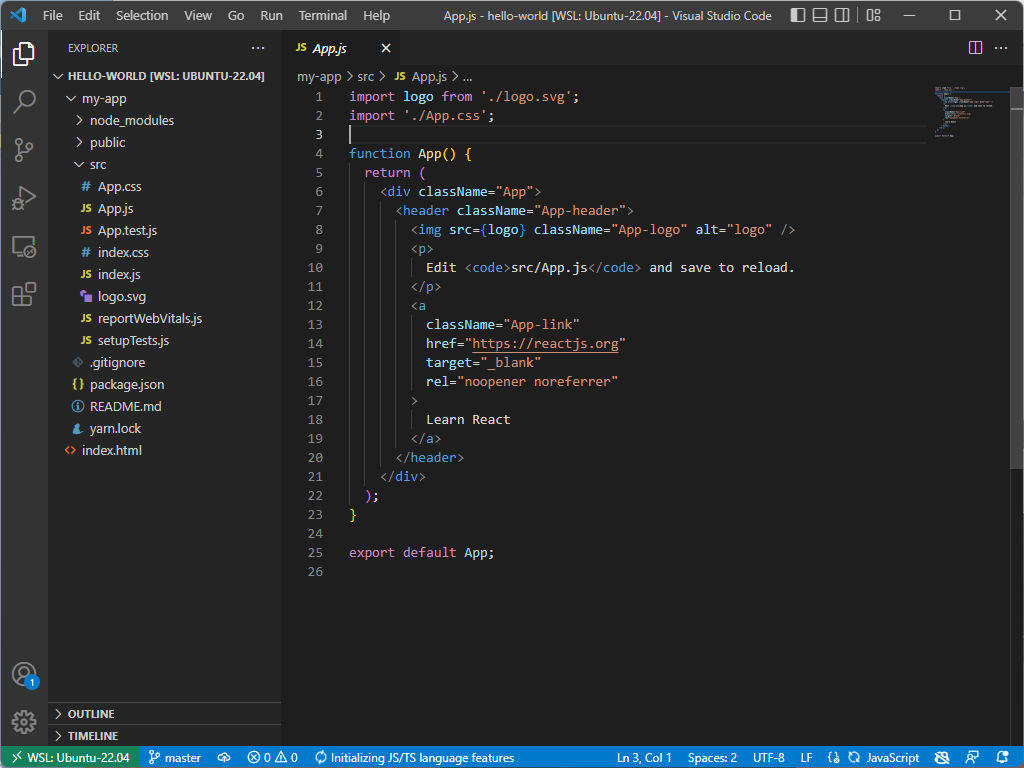 File Edit Selection View Go Run Terminal Help App.js - hello-world [WSL: Ubuntu-22.04] - Visual Studio Code
EXPLORER
HELLO-WORLD [WSL: UBUNTU-22.04]
my-app
node_modules
public
src
# App.css
JS App.js
JS App.test.js
# index.css
JS index.js
logo.svg
JS reportWebVitals.js
JS setupTests.js
.gitignore
{} package.json
README.md
yarn.lock
<> index.html
OUTLINE
TIMELINE
1
JS App.js
my-app > src > JS App.js > ...
1 import logo from './logo.svg';
2 import './App.css';
3
4 function App() {
5 return (
6 <div className="App">
7 <header className="App-header">
8 <img src={logo} className="App-logo" alt="logo" />
9 <p>
10 Edit <code>src/App.js</code> and save to reload.
11 </p>
12 <a
13 className="App-link"
14 href="https://reactjs.org"
15 target="_blank"
16 rel="noopener noreferrer"
17 >
18 Learn React
19 </a>
20 </header>
21 </div>
22 );
23 }
24
25 export default App;
26
WSL: Ubuntu-22.04 master 0 0 Initializing JS/TS language features Ln 3, Col 1 Spaces: 2 UTF-8 LF JavaScript